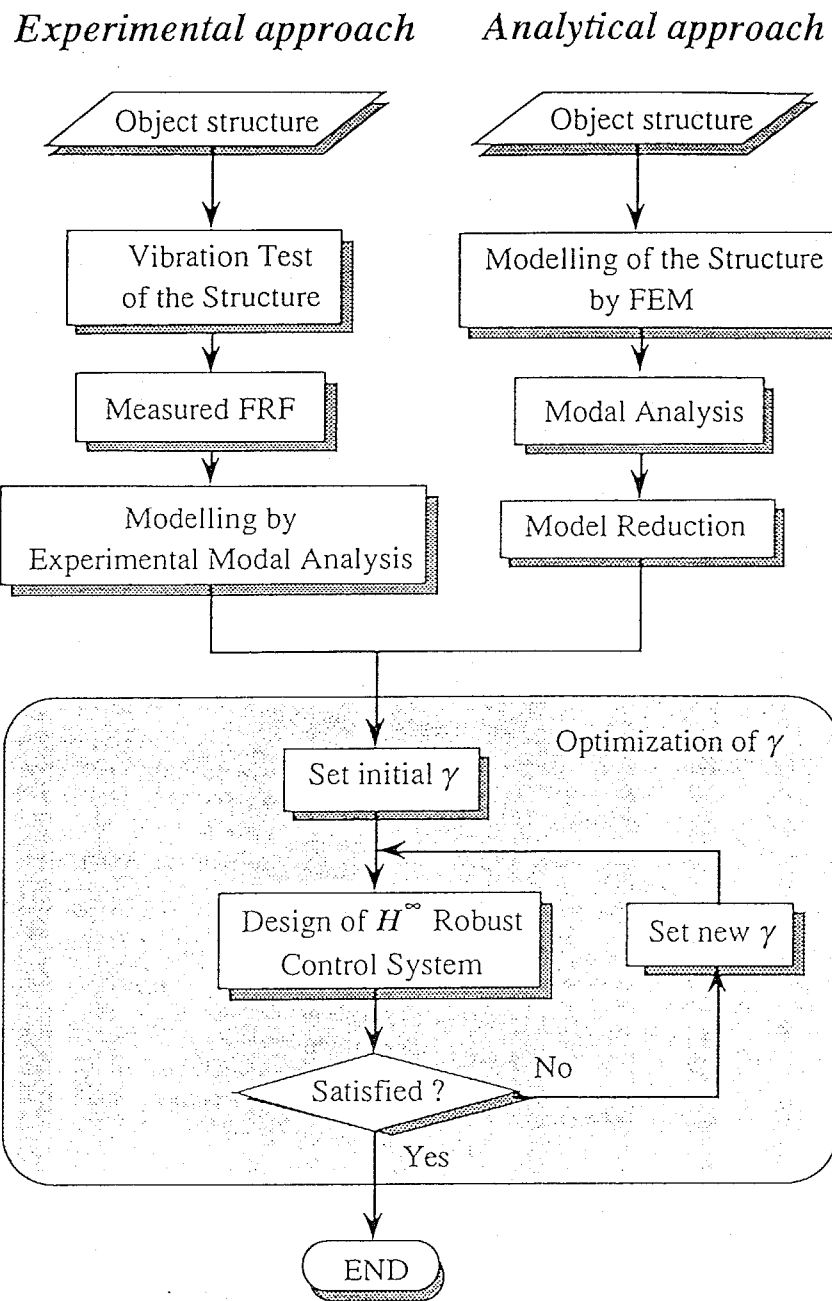 Experimental approach
Analytical approach
Object structure
Object structure
Vibration Test
of the Structure
Modelling of the Structure
by FEM
Measured FRF
Modal Analysis
Modelling by
Experimental Modal Analysis
Model Reduction
Optimization of γ
Set initial γ
Design of H∞ Robust
Control System
Set new γ
Satisfied ?
No
Yes
END